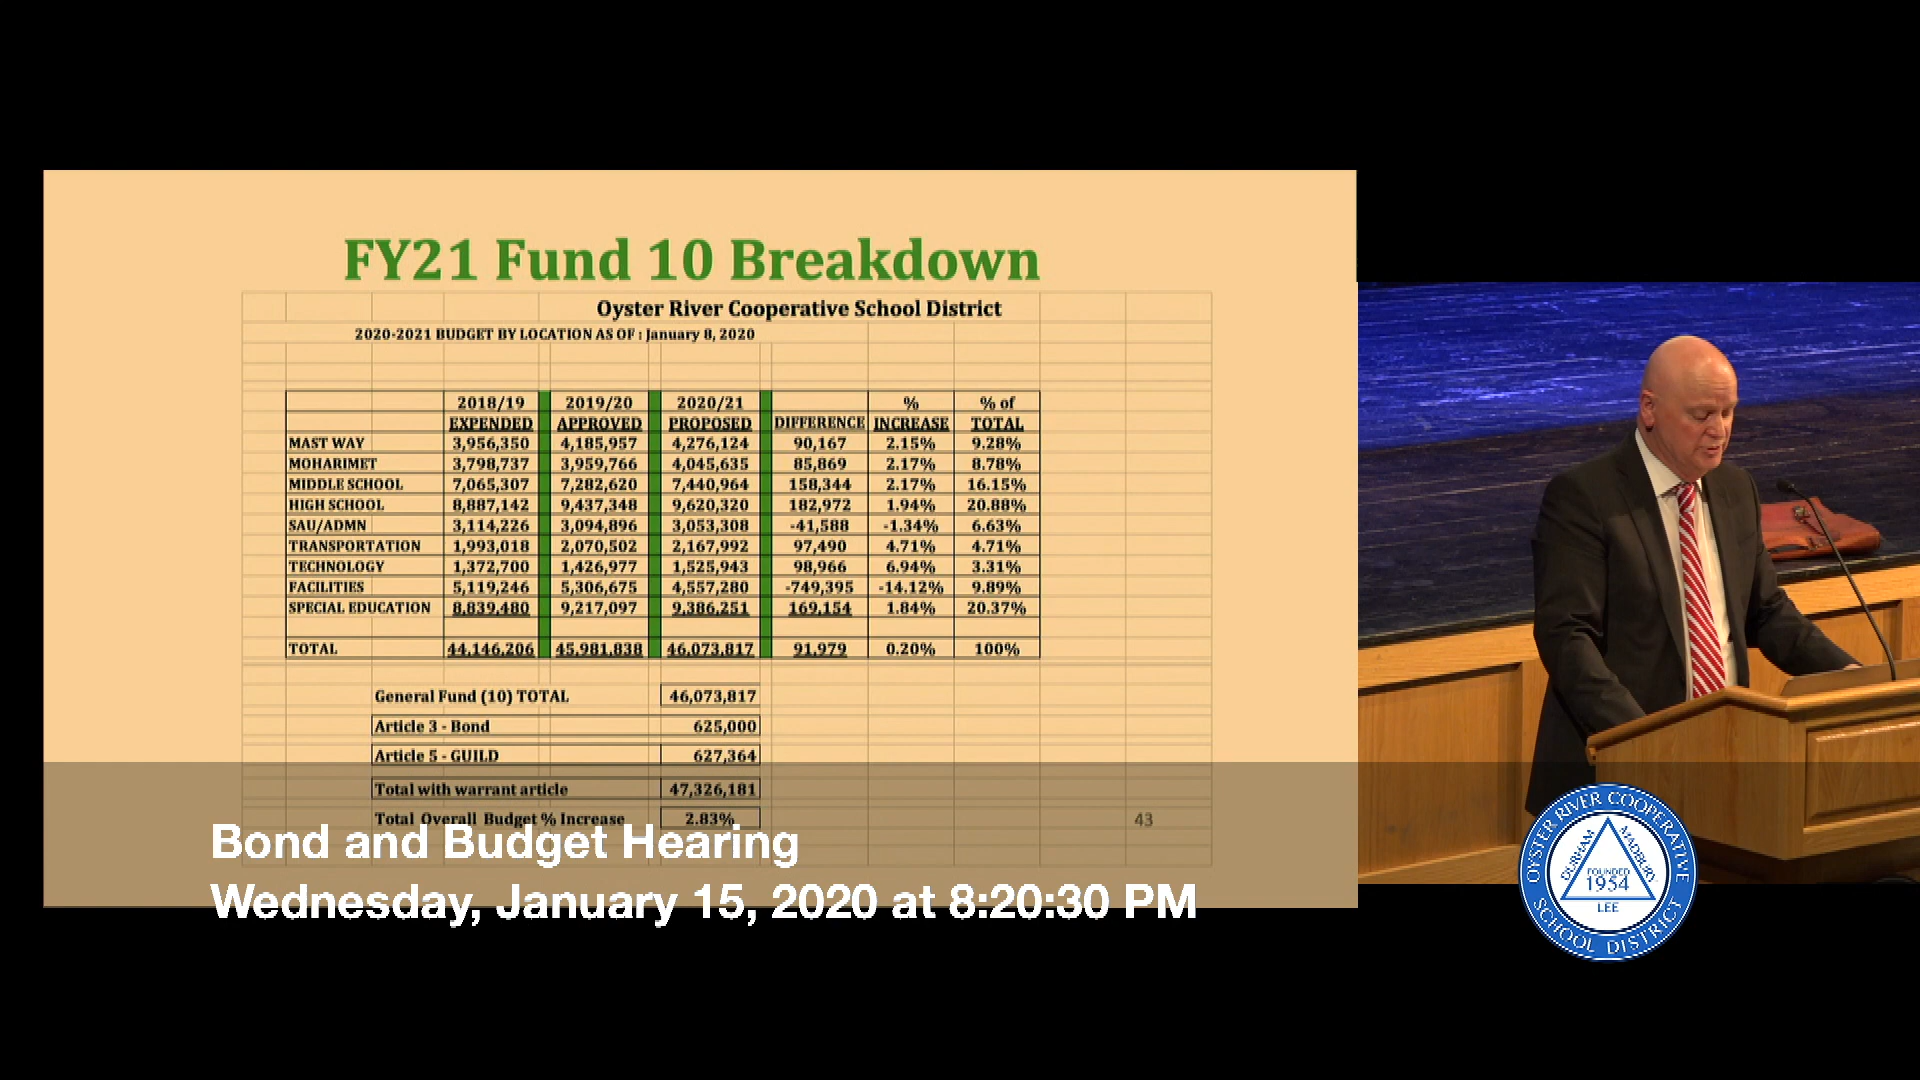 FY21 Fund 10 Breakdown
Oyster River Cooperative School District
2020-2021 BUDGET BY LOCATION AS OF : January 8, 2020
2018/19 2019/20 2020/21 % % of
EXPENDED APPROVED PROPOSED DIFFERENCE INCREASE TOTAL
MAST WAY 3,956,350 4,185,957 4,276,124 90,167 2.15% 9.28%
MOHARIMET 3,798,737 3,959,766 4,045,635 85,869 2.17% 8.78%
MIDDLE SCHOOL 7,065,307 7,282,620 7,440,964 158,344 2.17% 16.15%
HIGH SCHOOL 8,887,142 9,437,348 9,620,320 182,972 1.94% 20.88%
SAU/ADMN 3,114,226 3,094,896 3,053,308 -41,588 -1.34% 6.63%
TRANSPORTATION 1,993,018 2,070,502 2,167,992 97,490 4.71% 4.71%
TECHNOLOGY 1,372,700 1,426,977 1,525,943 98,966 6.94% 3.31%
FACILITIES 5,119,246 5,306,675 4,557,280 -749,395 -14.12% 9.89%
SPECIAL EDUCATION 8,839,480 9,217,097 9,386,251 169,154 1.84% 20.37%
TOTAL 44,146,206 45,981,838 46,073,817 91,979 0.20% 100%
General Fund (10) TOTAL 46,073,817
Article 3 - Bond 625,000
Article 5 - GUILD 627,364
Total with warrant article 47,326,181
Total Overall Budget % Increase 2.83%
43
Bond and Budget Hearing
Wednesday, January 15, 2020 at 8:20:30 PM
OYSTER RIVER COOPERATIVE
SCHOOL DISTRICT
DURHAM
MADBURY
FOUNDED
1954
LEE